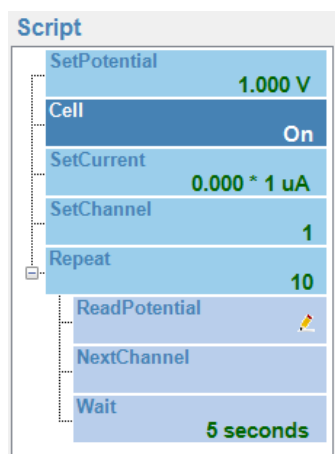 Script
SetPotential
1.000 V
Cell
On
SetCurrent
0.000 * 1 uA
SetChannel
1
Repeat
10
ReadPotential
NextChannel
Wait
5 seconds